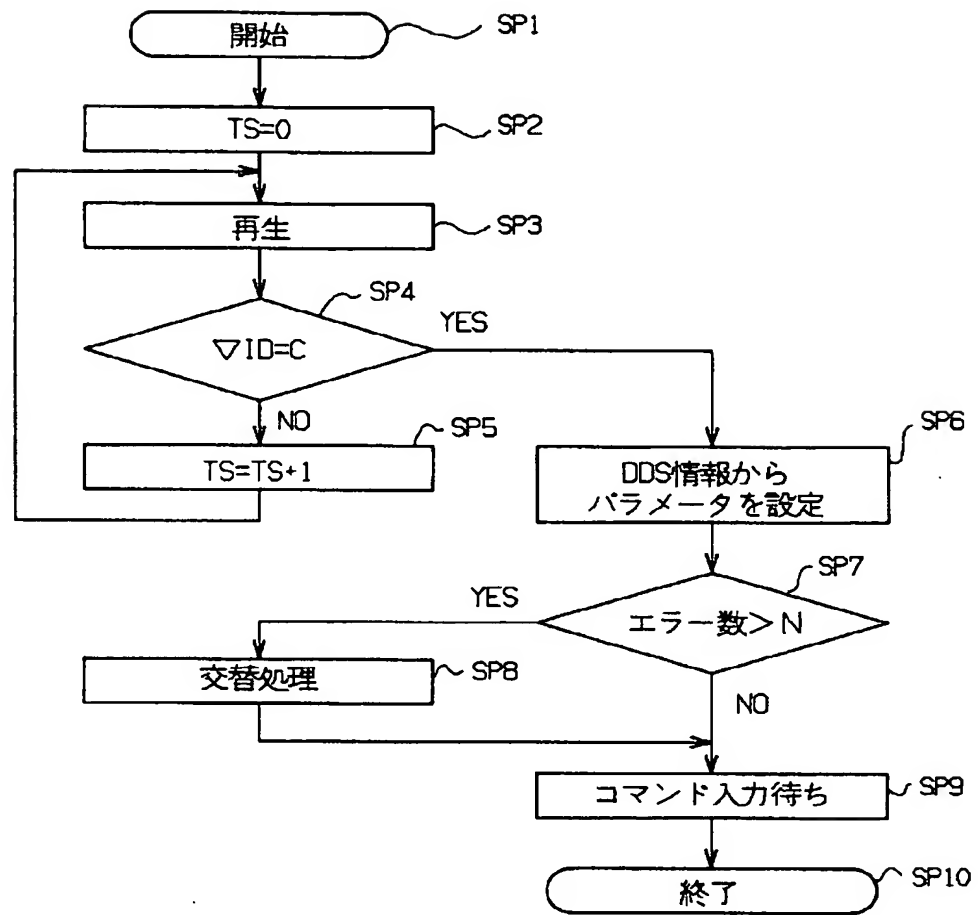 開始
SP1
TS=0
SP2
再生
SP3
SP4
▽ID=C
YES
NO
TS=TS+1
SP5
SP6
DDS情報から
パラメータを設定
SP7
エラー数>N
YES
交替処理
SP8
NO
コマンド入力待ち
SP9
終了
SP10